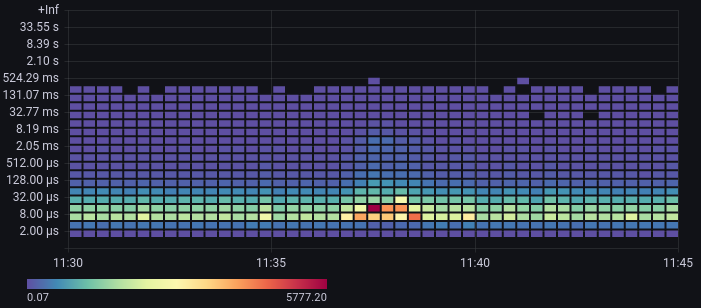 +Inf
33.55 s
8.39 s
2.10 s
524.29 ms
131.07 ms
32.77 ms
8.19 ms
2.05 ms
512.00 µs
128.00 µs
32.00 µs
8.00 µs
2.00 µs
11:30 11:35 11:40 11:45
0.07 5777.20